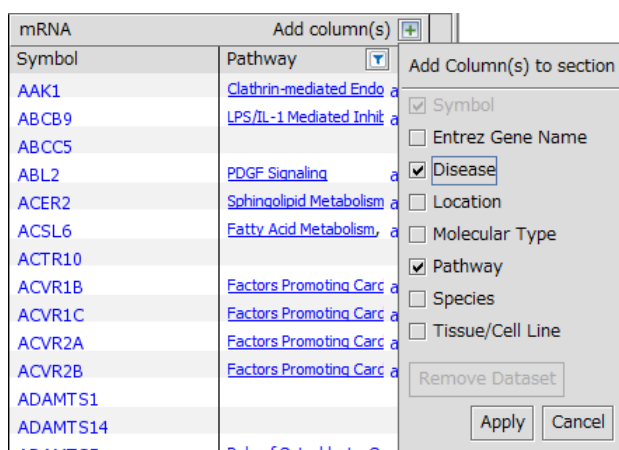 mRNA Add column(s)
Symbol Pathway
AAK1 Clathrin-mediated Endo a
ABCB9 LPS/IL-1 Mediated Inhib a
ABCC5
ABL2 PDGF Signaling a
ACER2 Sphingolipid Metabolism a
ACSL6 Fatty Acid Metabolism, a
ACTR10
ACVR1B Factors Promoting Carc a
ACVR1C Factors Promoting Carc a
ACVR2A Factors Promoting Carc a
ACVR2B Factors Promoting Carc a
ADAMTS1
ADAMTS14
Add Column(s) to section
Symbol
Entrez Gene Name
Disease
Location
Molecular Type
Pathway
Species
Tissue/Cell Line
Remove Dataset
Apply Cancel